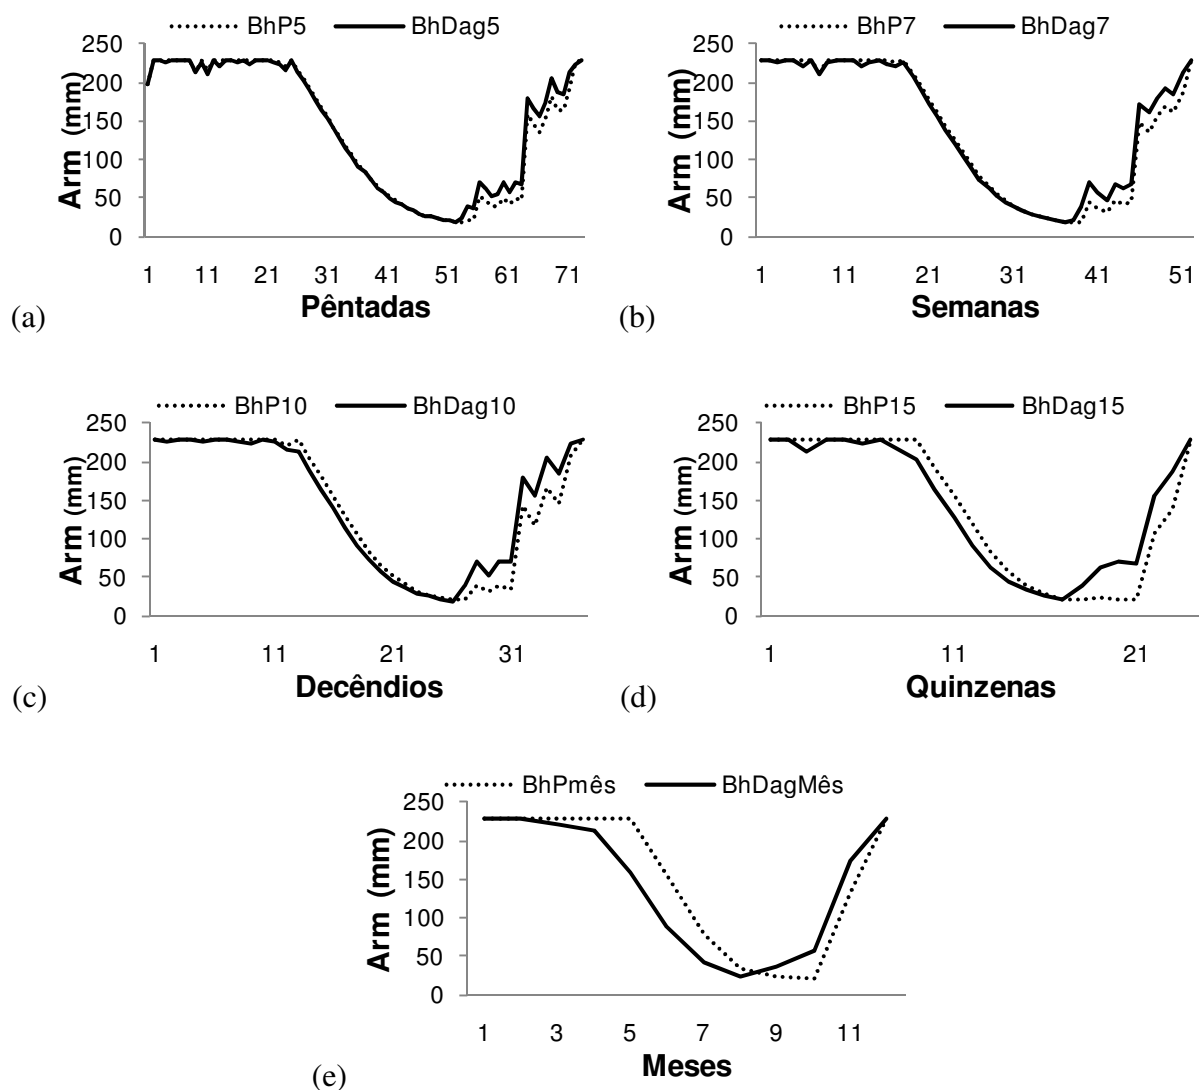 BhP5 BhDag5
250
200
150
100
50
0
Arm (mm)
1 11 21 31 41 51 61 71
Pêntadas
(a)
BhP7 BhDag7
250
200
150
100
50
0
Arm (mm)
1 11 21 31 41 51
Semanas
(b)
BhP10 BhDag10
250
200
150
100
50
0
Arm (mm)
1 11 21 31
Decêndios
(c)
BhP15 BhDag15
250
200
150
100
50
0
Arm (mm)
1 11 21
Quinzenas
(d)
BhPmês BhDagMês
250
200
150
100
50
0
Arm (mm)
1 3 5 7 9 11
Meses
(e)